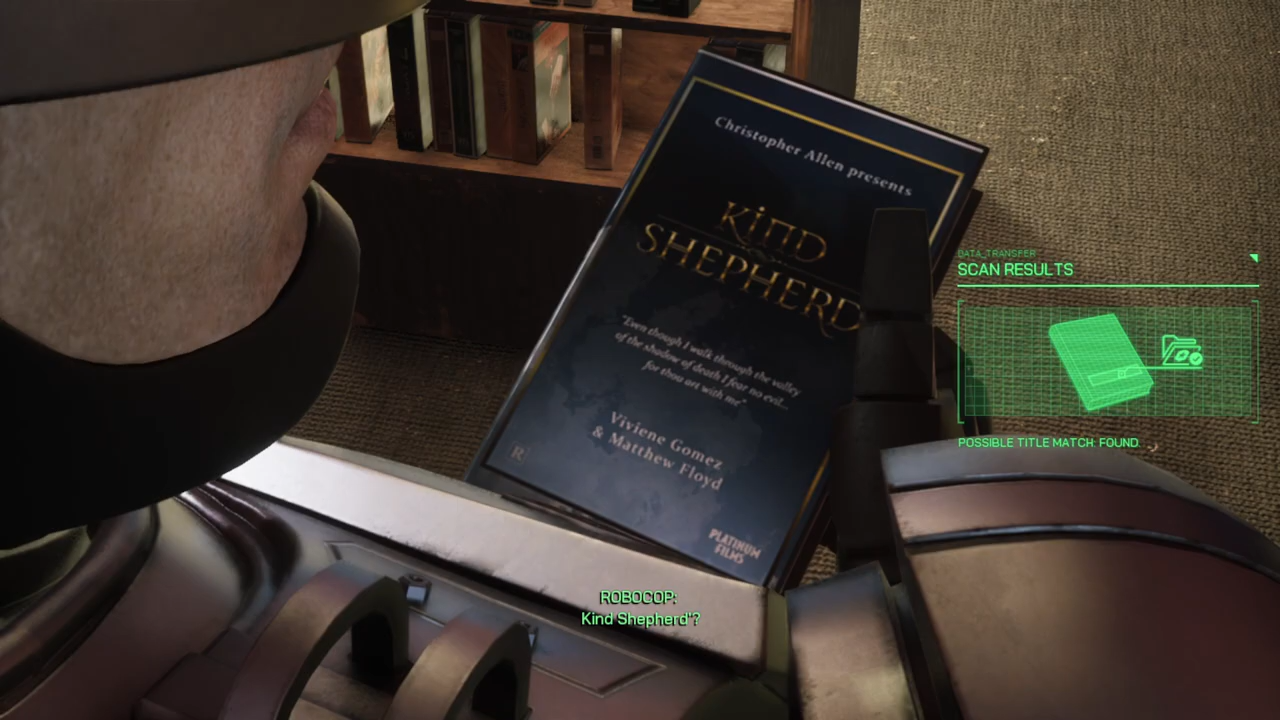 Christopher Allen presents
KIND
SHEPHERD
"Even though I walk through the valley
of the shadow of death I fear no evil...
for thou art with me"
Viviene Gomez
& Matthew Floyd
R
PLATINUM
FILMS
DATA_TRANSFER
SCAN RESULTS
POSSIBLE TITLE MATCH: FOUND
ROBOCOP:
Kind Shepherd'?